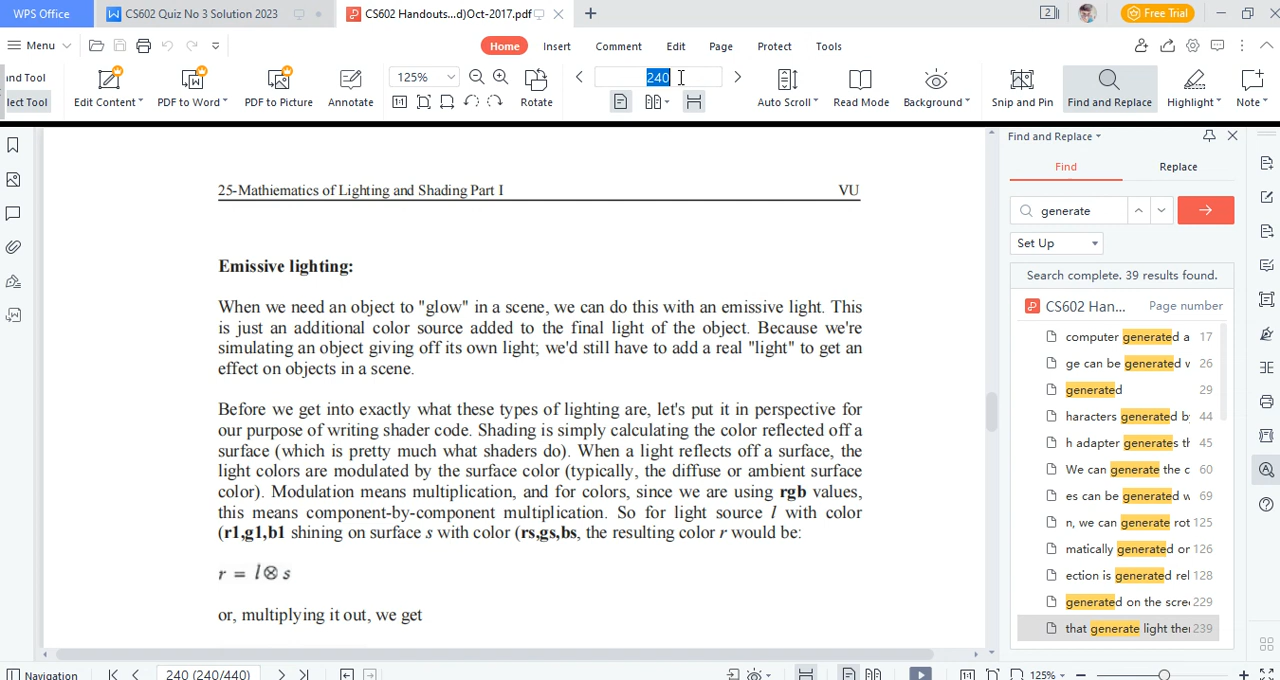 WPS Office
CS602 Quiz No 3 Solution 2023
CS602 Handouts...d)Oct-2017.pdf
2
Free Trial
Menu
Home
Insert
Comment
Edit
Page
Protect
Tools
and Tool
lect Tool
Edit Content
PDF to Word
PDF to Picture
Annotate
125%
Rotate
240
Auto Scroll
Read Mode
Background
Snip and Pin
Find and Replace
Highlight
Note
25-Mathiematics of Lighting and Shading Part I VU
Emissive lighting:
When we need an object to "glow" in a scene, we can do this with an emissive light. This
is just an additional color source added to the final light of the object. Because we're
simulating an object giving off its own light; we'd still have to add a real "light" to get an
effect on objects in a scene.
Before we get into exactly what these types of lighting are, let's put it in perspective for
our purpose of writing shader code. Shading is simply calculating the color reflected off a
surface (which is pretty much what shaders do). When a light reflects off a surface, the
light colors are modulated by the surface color (typically, the diffuse or ambient surface
color). Modulation means multiplication, and for colors, since we are using rgb values,
this means component-by-component multiplication. So for light source l with color
(r1,g1,b1 shining on surface s with color (rs,gs,bs, the resulting color r would be:
r = l⊗s
or, multiplying it out, we get
Find and Replace
Find
Replace
generate
Set Up
Search complete. 39 results found.
CS602 Han... Page number
computer generated a 17
ge can be generated w 26
generated 29
haracters generated by 44
h adapter generates th 45
We can generate the c 60
es can be generated w 69
n, we can generate rot 125
matically generated or 126
ection is generated rel 128
generated on the scree 229
that generate light ther 239
Navigation
240 (240/440)
125%